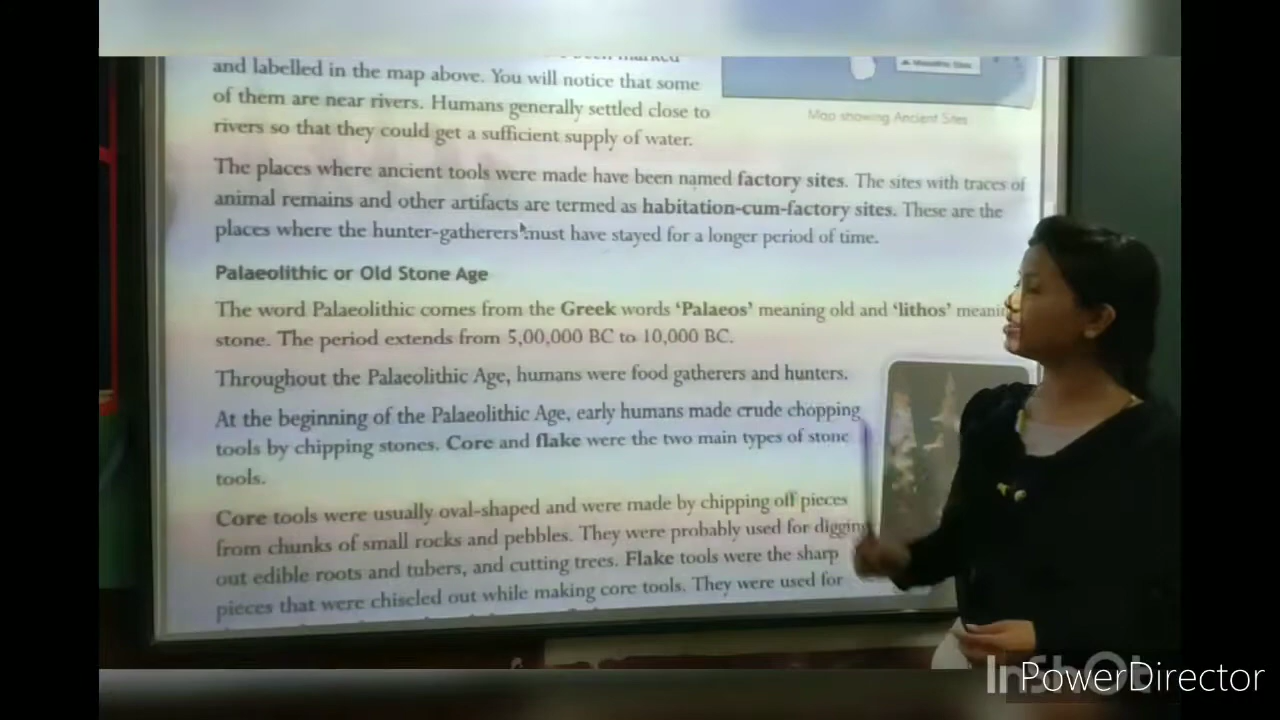 been marked
and labelled in the map above. You will notice that some
of them are near rivers. Humans generally settled close to
rivers so that they could get a sufficient supply of water.
Map showing Ancient Sites
The places where ancient tools were made have been named factory sites. The sites with traces of
animal remains and other artifacts are termed as habitation-cum-factory sites. These are the
places where the hunter-gatherers must have stayed for a longer period of time.
Palaeolithic or Old Stone Age
The word Palaeolithic comes from the Greek words ‘Palaeos’ meaning old and ‘lithos’ meani
stone. The period extends from 5,00,000 BC to 10,000 BC.
Throughout the Palaeolithic Age, humans were food gatherers and hunters.
At the beginning of the Palaeolithic Age, early humans made crude chopping
tools by chipping stones. Core and flake were the two main types of stone
tools.
Core tools were usually oval-shaped and were made by chipping off pieces
from chunks of small rocks and pebbles. They were probably used for diggin
out edible roots and tubers, and cutting trees. Flake tools were the sharp
pieces that were chiseled out while making core tools. They were used for
InShOt
PowerDirector